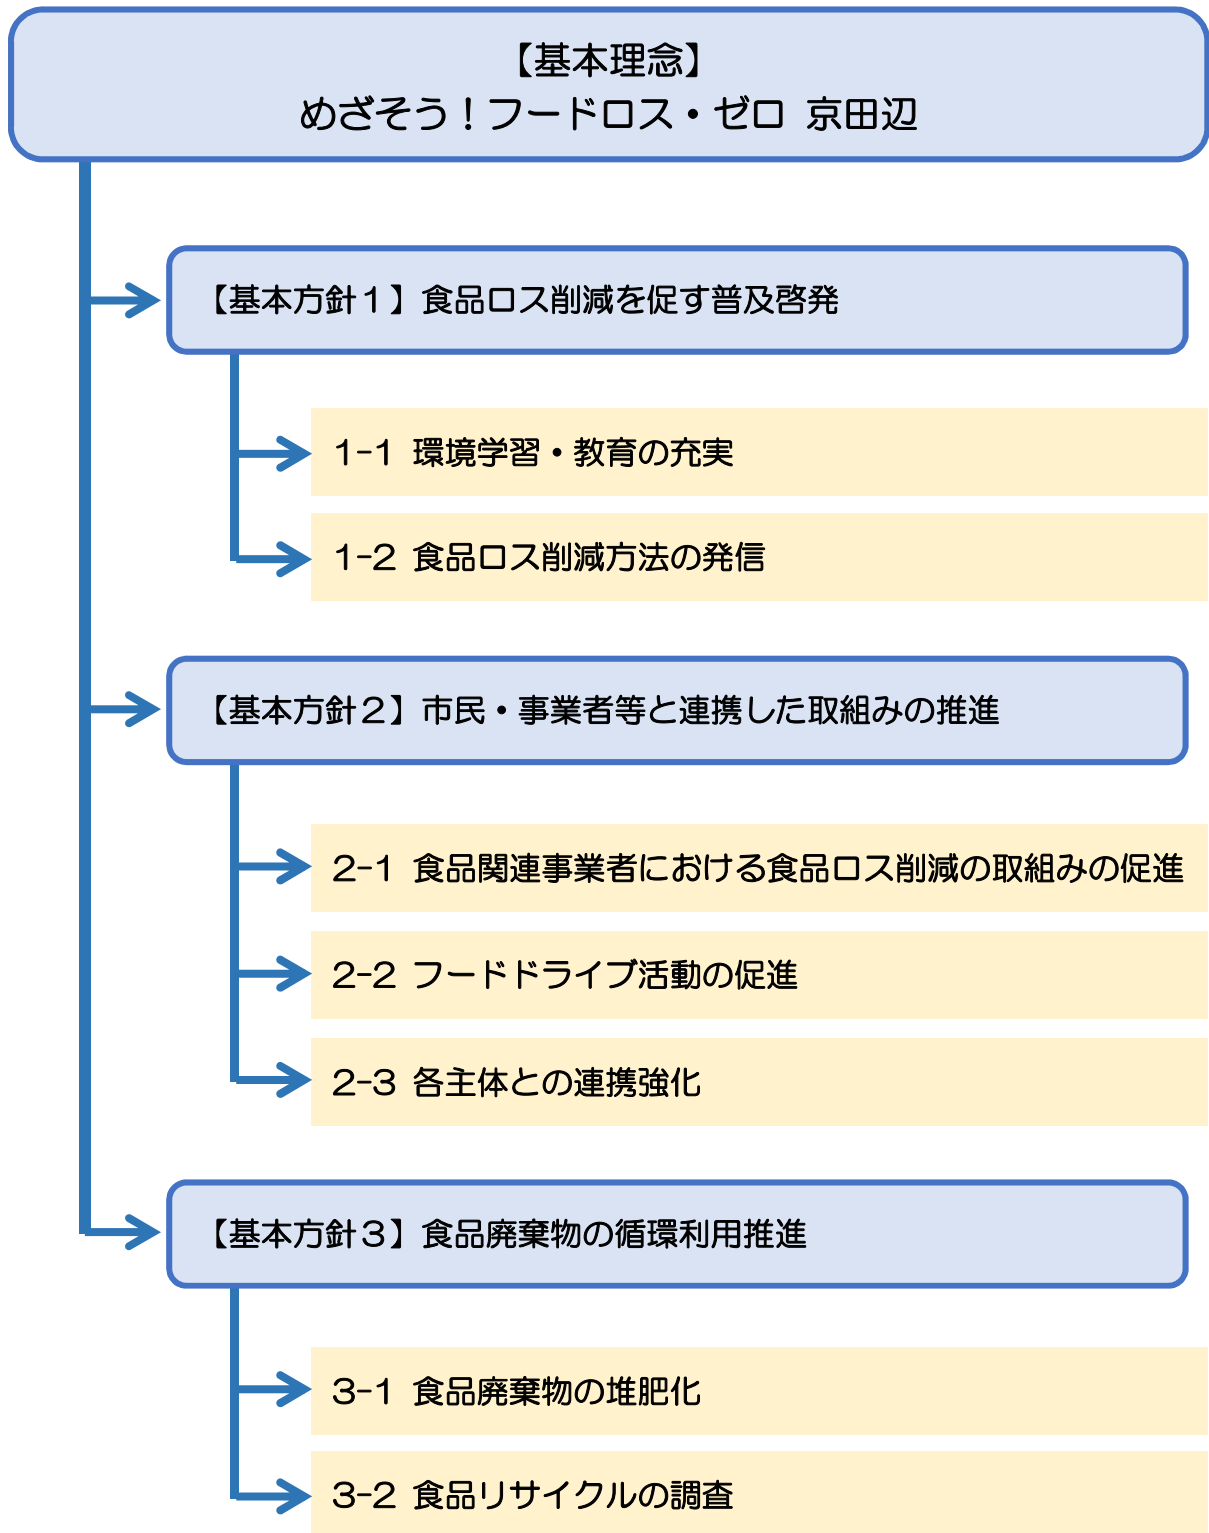 【基本理念】
めざそう！フードロス・ゼロ 京田辺
【基本方針１】食品ロス削減を促す普及啓発
1-1 環境学習・教育の充実
1-2 食品ロス削減方法の発信
【基本方針２】市民・事業者等と連携した取組みの推進
2-1 食品関連事業者における食品ロス削減の取組みの促進
2-2 フードドライブ活動の促進
2-3 各主体との連携強化
【基本方針３】食品廃棄物の循環利用推進
3-1 食品廃棄物の堆肥化
3-2 食品リサイクルの調査